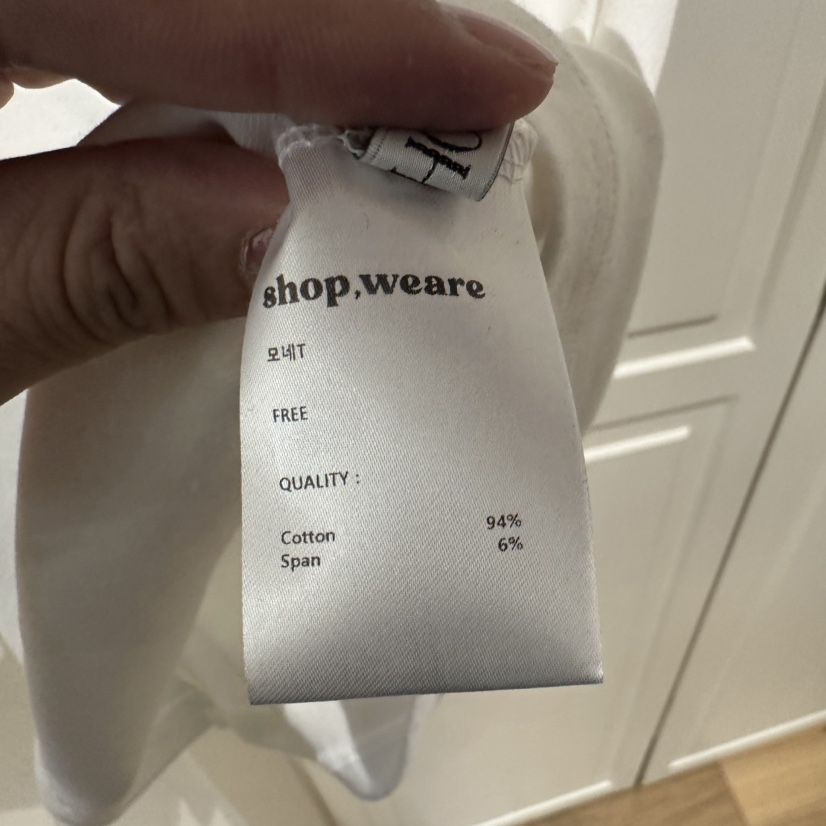 shop,weare
모네T
FREE
QUALITY :
Cotton 94%
Span 6%